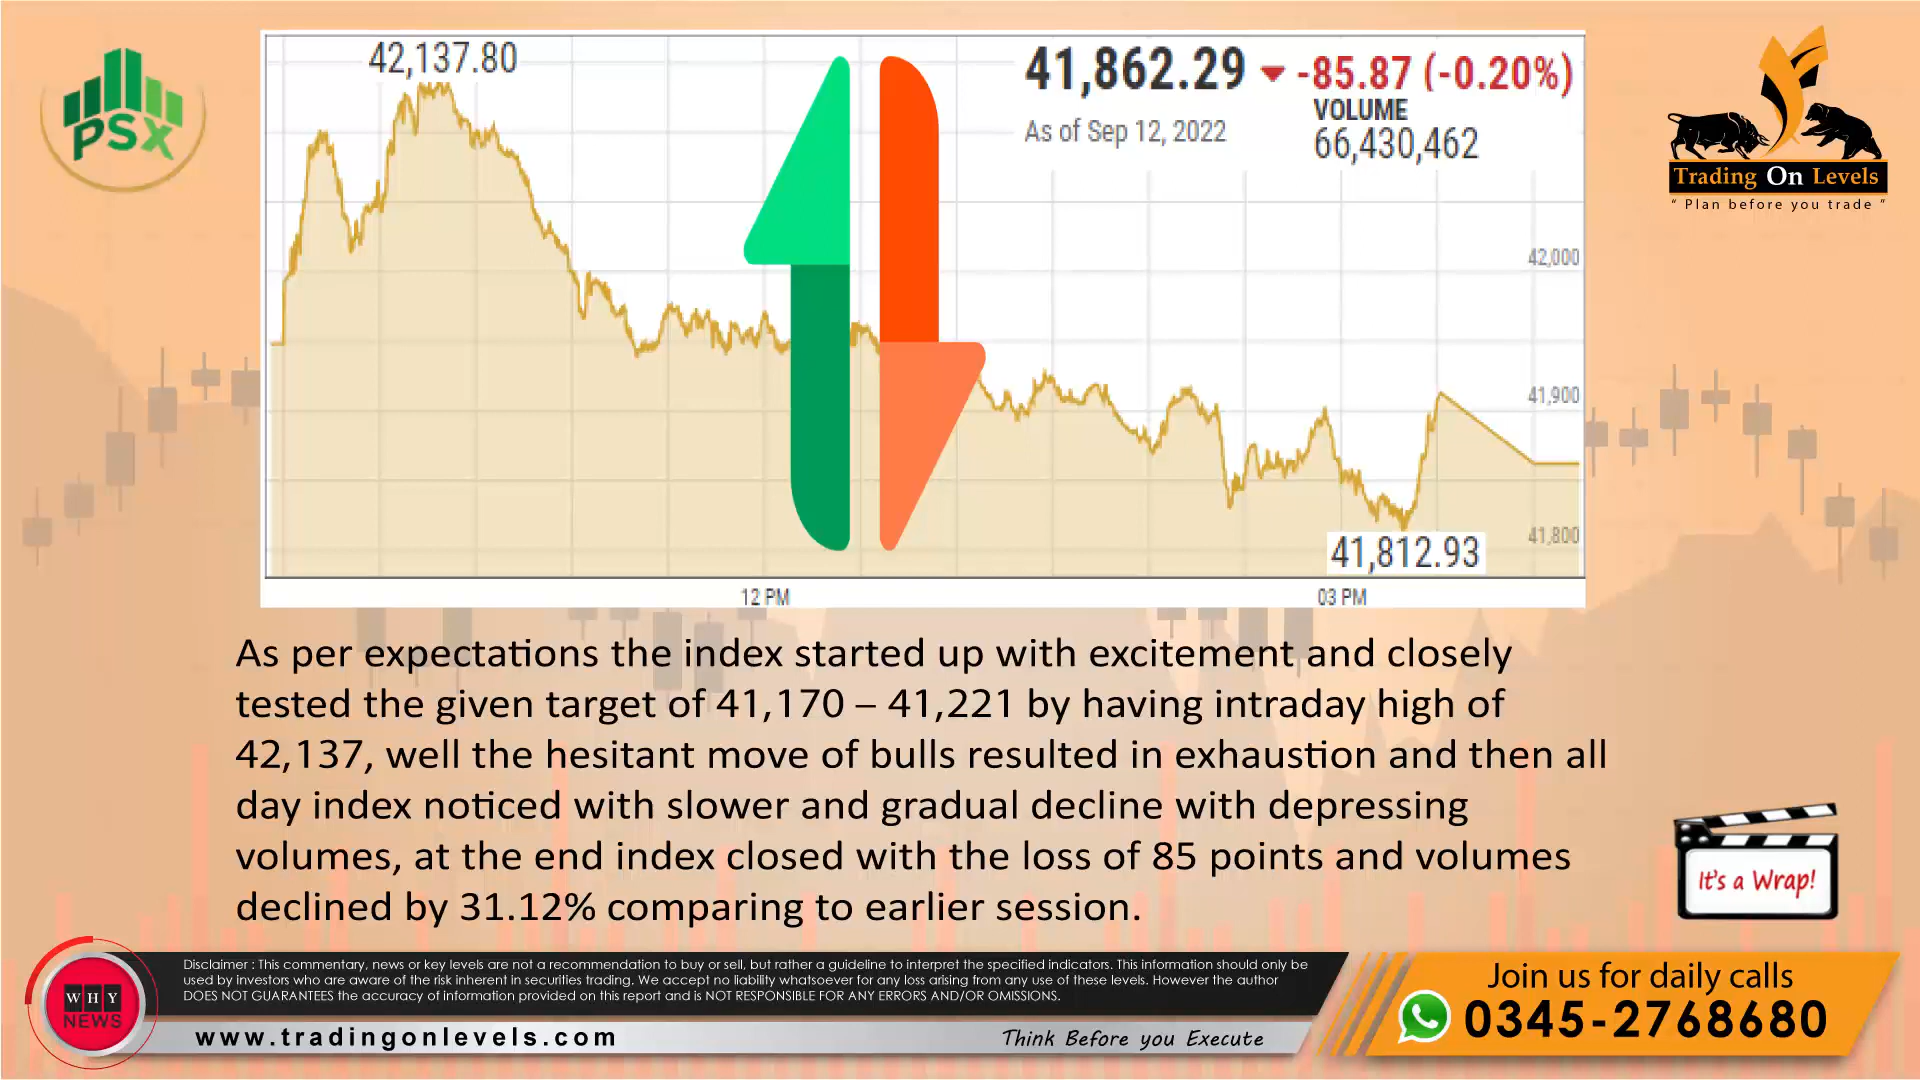 PSX
42,137.80
41,862.29 ▼ -85.87 (-0.20%)
As of Sep 12, 2022
VOLUME
66,430,462
Trading On Levels
“ Plan before you trade ”
42,000
41,900
41,800
41,812.93
12 PM
03 PM
As per expectations the index started up with excitement and closely
tested the given target of 41,170 – 41,221 by having intraday high of
42,137, well the hesitant move of bulls resulted in exhaustion and then all
day index noticed with slower and gradual decline with depressing
volumes, at the end index closed with the loss of 85 points and volumes
declined by 31.12% comparing to earlier session.
It's a Wrap!
WHY
NEWS
Disclaimer : This commentary, news or key levels are not a recommendation to buy or sell, but rather a guideline to interpret the specified indicators. This information should only be
used by investors who are aware of the risk inherent in securities trading. We accept no liability whatsoever for any loss arising from any use of these levels. However the author
DOES NOT GUARANTEES the accuracy of information provided on this report and is NOT RESPONSIBLE FOR ANY ERRORS AND/OR OMISSIONS.
www.tradingonlevels.com
Think Before you Execute
Join us for daily calls
0345-2768680